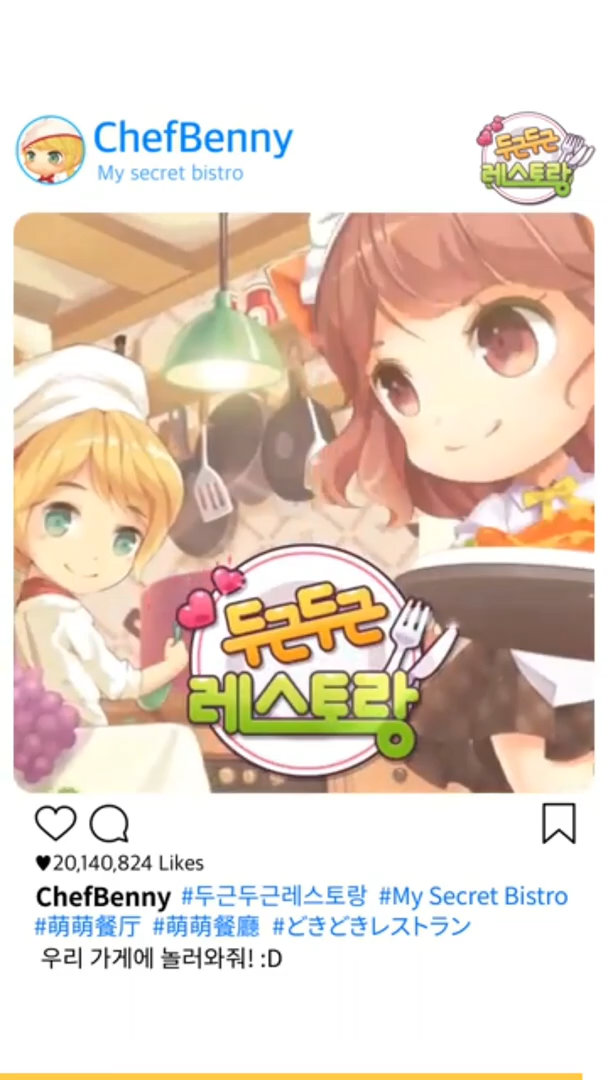 ChefBenny
My secret bistro
두근두근
레스토랑
두근두근
레스토랑
♥20,140,824 Likes
ChefBenny #두근두근레스토랑 #My Secret Bistro
#萌萌餐厅 #萌萌餐廳 #どきどきレストラン
우리 가게에 놀러와줘! :D